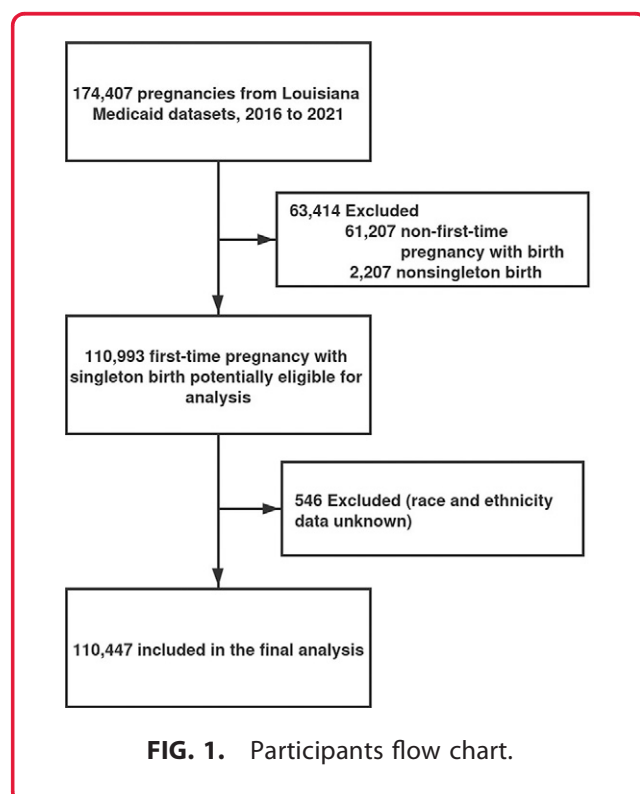 174,407 pregnancies from Louisiana
Medicaid datasets, 2016 to 2021
63,414 Excluded
61,207 non-first-time
pregnancy with birth
2,207 nonsingleton birth
110,993 first-time pregnancy with
singleton birth potentially eligible for
analysis
546 Excluded (race and ethnicity
data unknown)
110,447 included in the final analysis
FIG. 1. Participants flow chart.